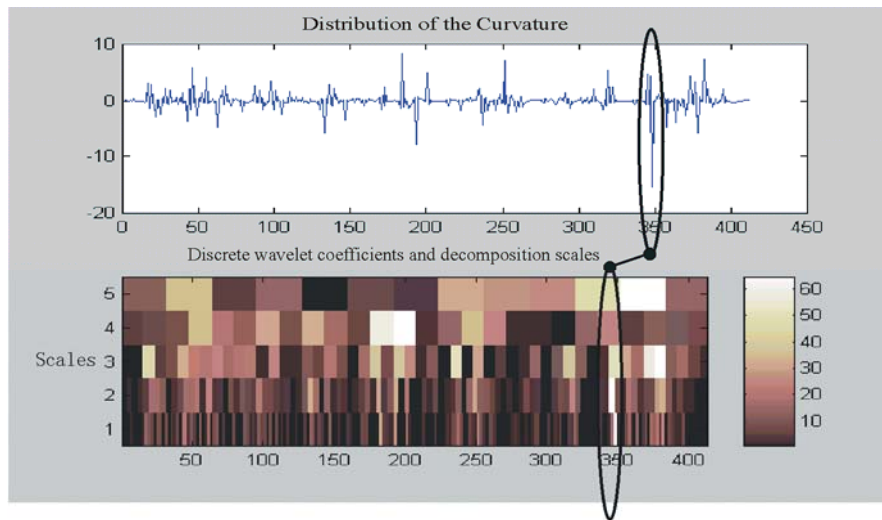 Distribution of the Curvature
10
0
-10
-20
0 50 100 150 200 250 300 350 400 450
Discrete wavelet coefficients and decomposition scales
5
4
Scales 3
2
1
50 100 150 200 250 300 350 400
60
50
40
30
20
10